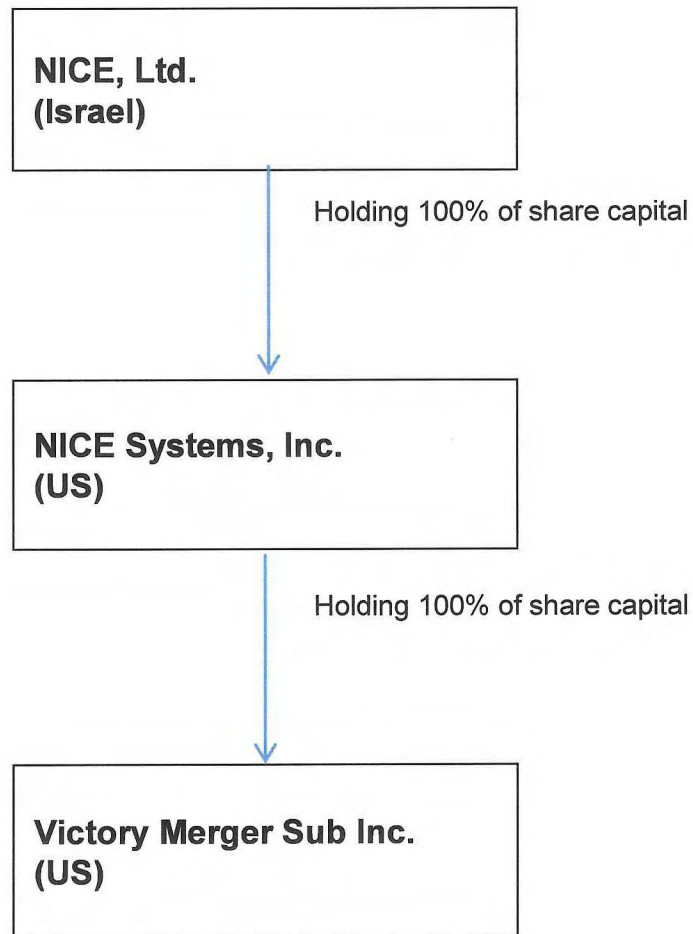 NICE, Ltd.
(Israel)
Holding 100% of share capital
NICE Systems, Inc.
(US)
Holding 100% of share capital
Victory Merger Sub Inc.
(US)